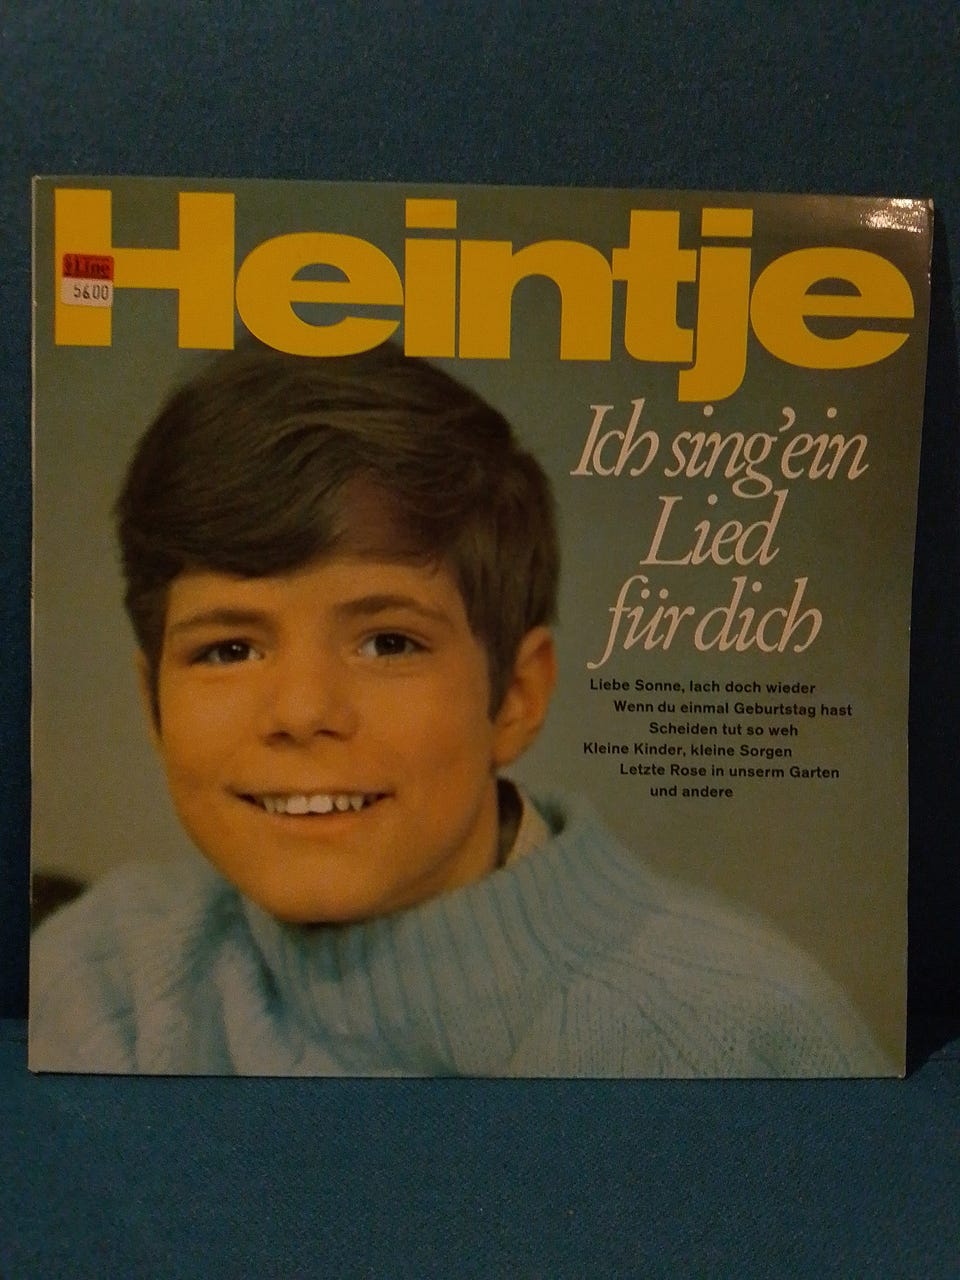 Heintje
5600
Ich sing' ein
Lied
für dich
Liebe Sonne, lach doch wieder
Wenn du einmal Geburtstag hast
Scheiden tut so weh
Kleine Kinder, kleine Sorgen
Letzte Rose in unserm Garten
und andere